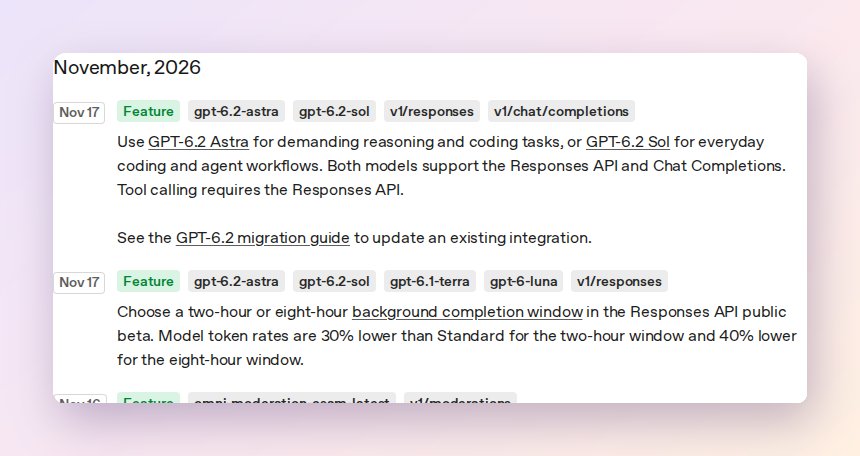 November, 2026
Nov 17 Feature gpt-6.2-astra gpt-6.2-sol v1/responses v1/chat/completions
Use GPT-6.2 Astra for demanding reasoning and coding tasks, or GPT-6.2 Sol for everyday
coding and agent workflows. Both models support the Responses API and Chat Completions.
Tool calling requires the Responses API.
See the GPT-6.2 migration guide to update an existing integration.
Nov 17 Feature gpt-6.2-astra gpt-6.2-sol gpt-6.1-terra gpt-6-luna v1/responses
Choose a two-hour or eight-hour background completion window in the Responses API public
beta. Model token rates are 30% lower than Standard for the two-hour window and 40% lower
for the eight-hour window.
Nov 16 Feature v1/moderations